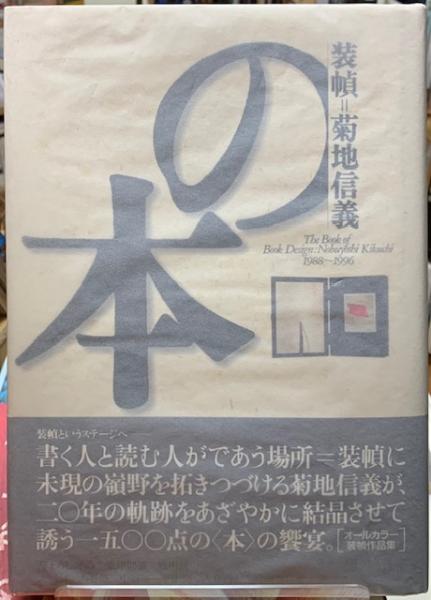 装幀=菊地信義
の本
The Book of
Book Design: Nobuyoshi Kikuchi
1988〜1996
装幀というステージへ——
書く人と読む人がであう場所=装幀に
未現の嶺野を拓きつづける菊地信義が、
二〇年の軌跡をあざやかに結晶させて
誘う一五〇〇点の〈本〉の饗宴。
オールカラー
装幀作品集